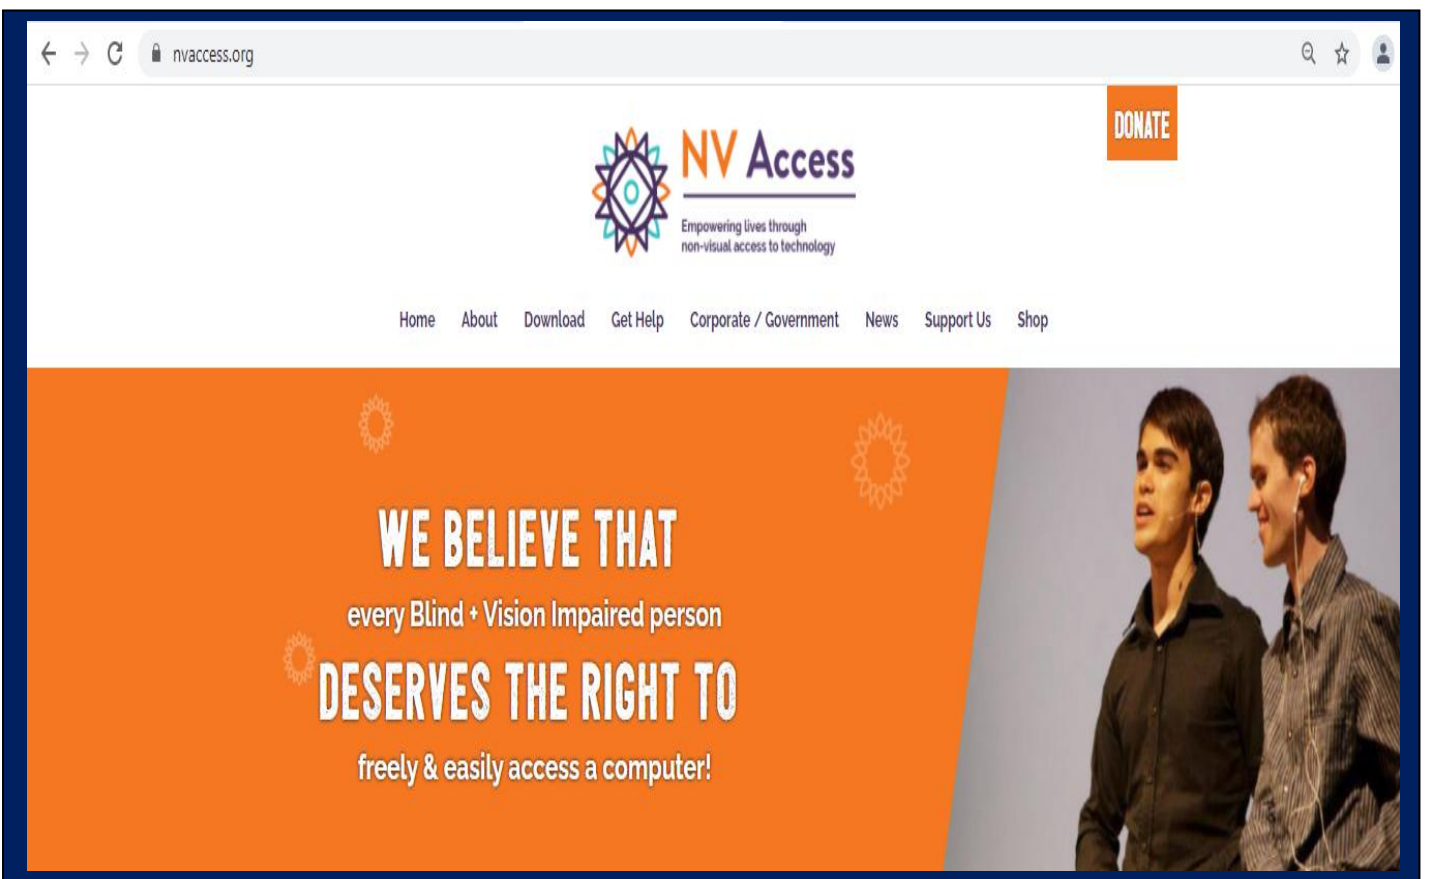 nvaccess.org
DONATE
NV Access
Empowering lives through
non-visual access to technology
Home About Download Get Help Corporate / Government News Support Us Shop
WE BELIEVE THAT
every Blind + Vision Impaired person
DESERVES THE RIGHT TO
freely & easily access a computer!